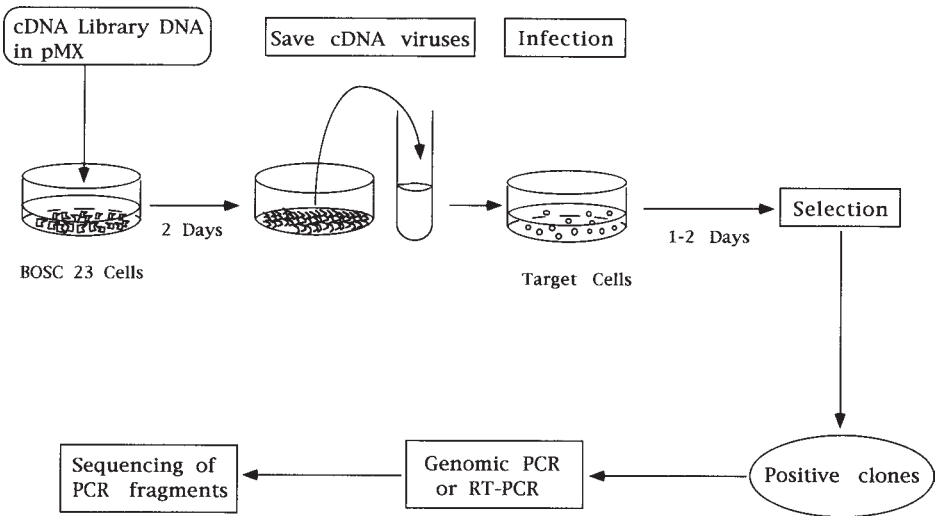 cDNA Library DNA
in pMX
Save cDNA viruses
Infection
2 Days
BOSC 23 Cells
Target Cells
1-2 Days
Selection
Positive clones
Genomic PCR
or RT-PCR
Sequencing of
PCR fragments